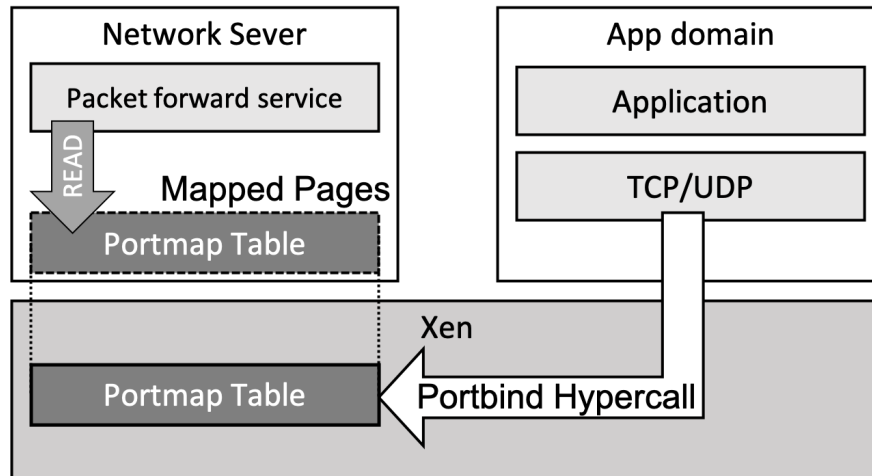 Network Sever
Packet forward service
READ
Mapped Pages
Portmap Table
App domain
Application
TCP/UDP
Xen
Portmap Table
Portbind Hypercall